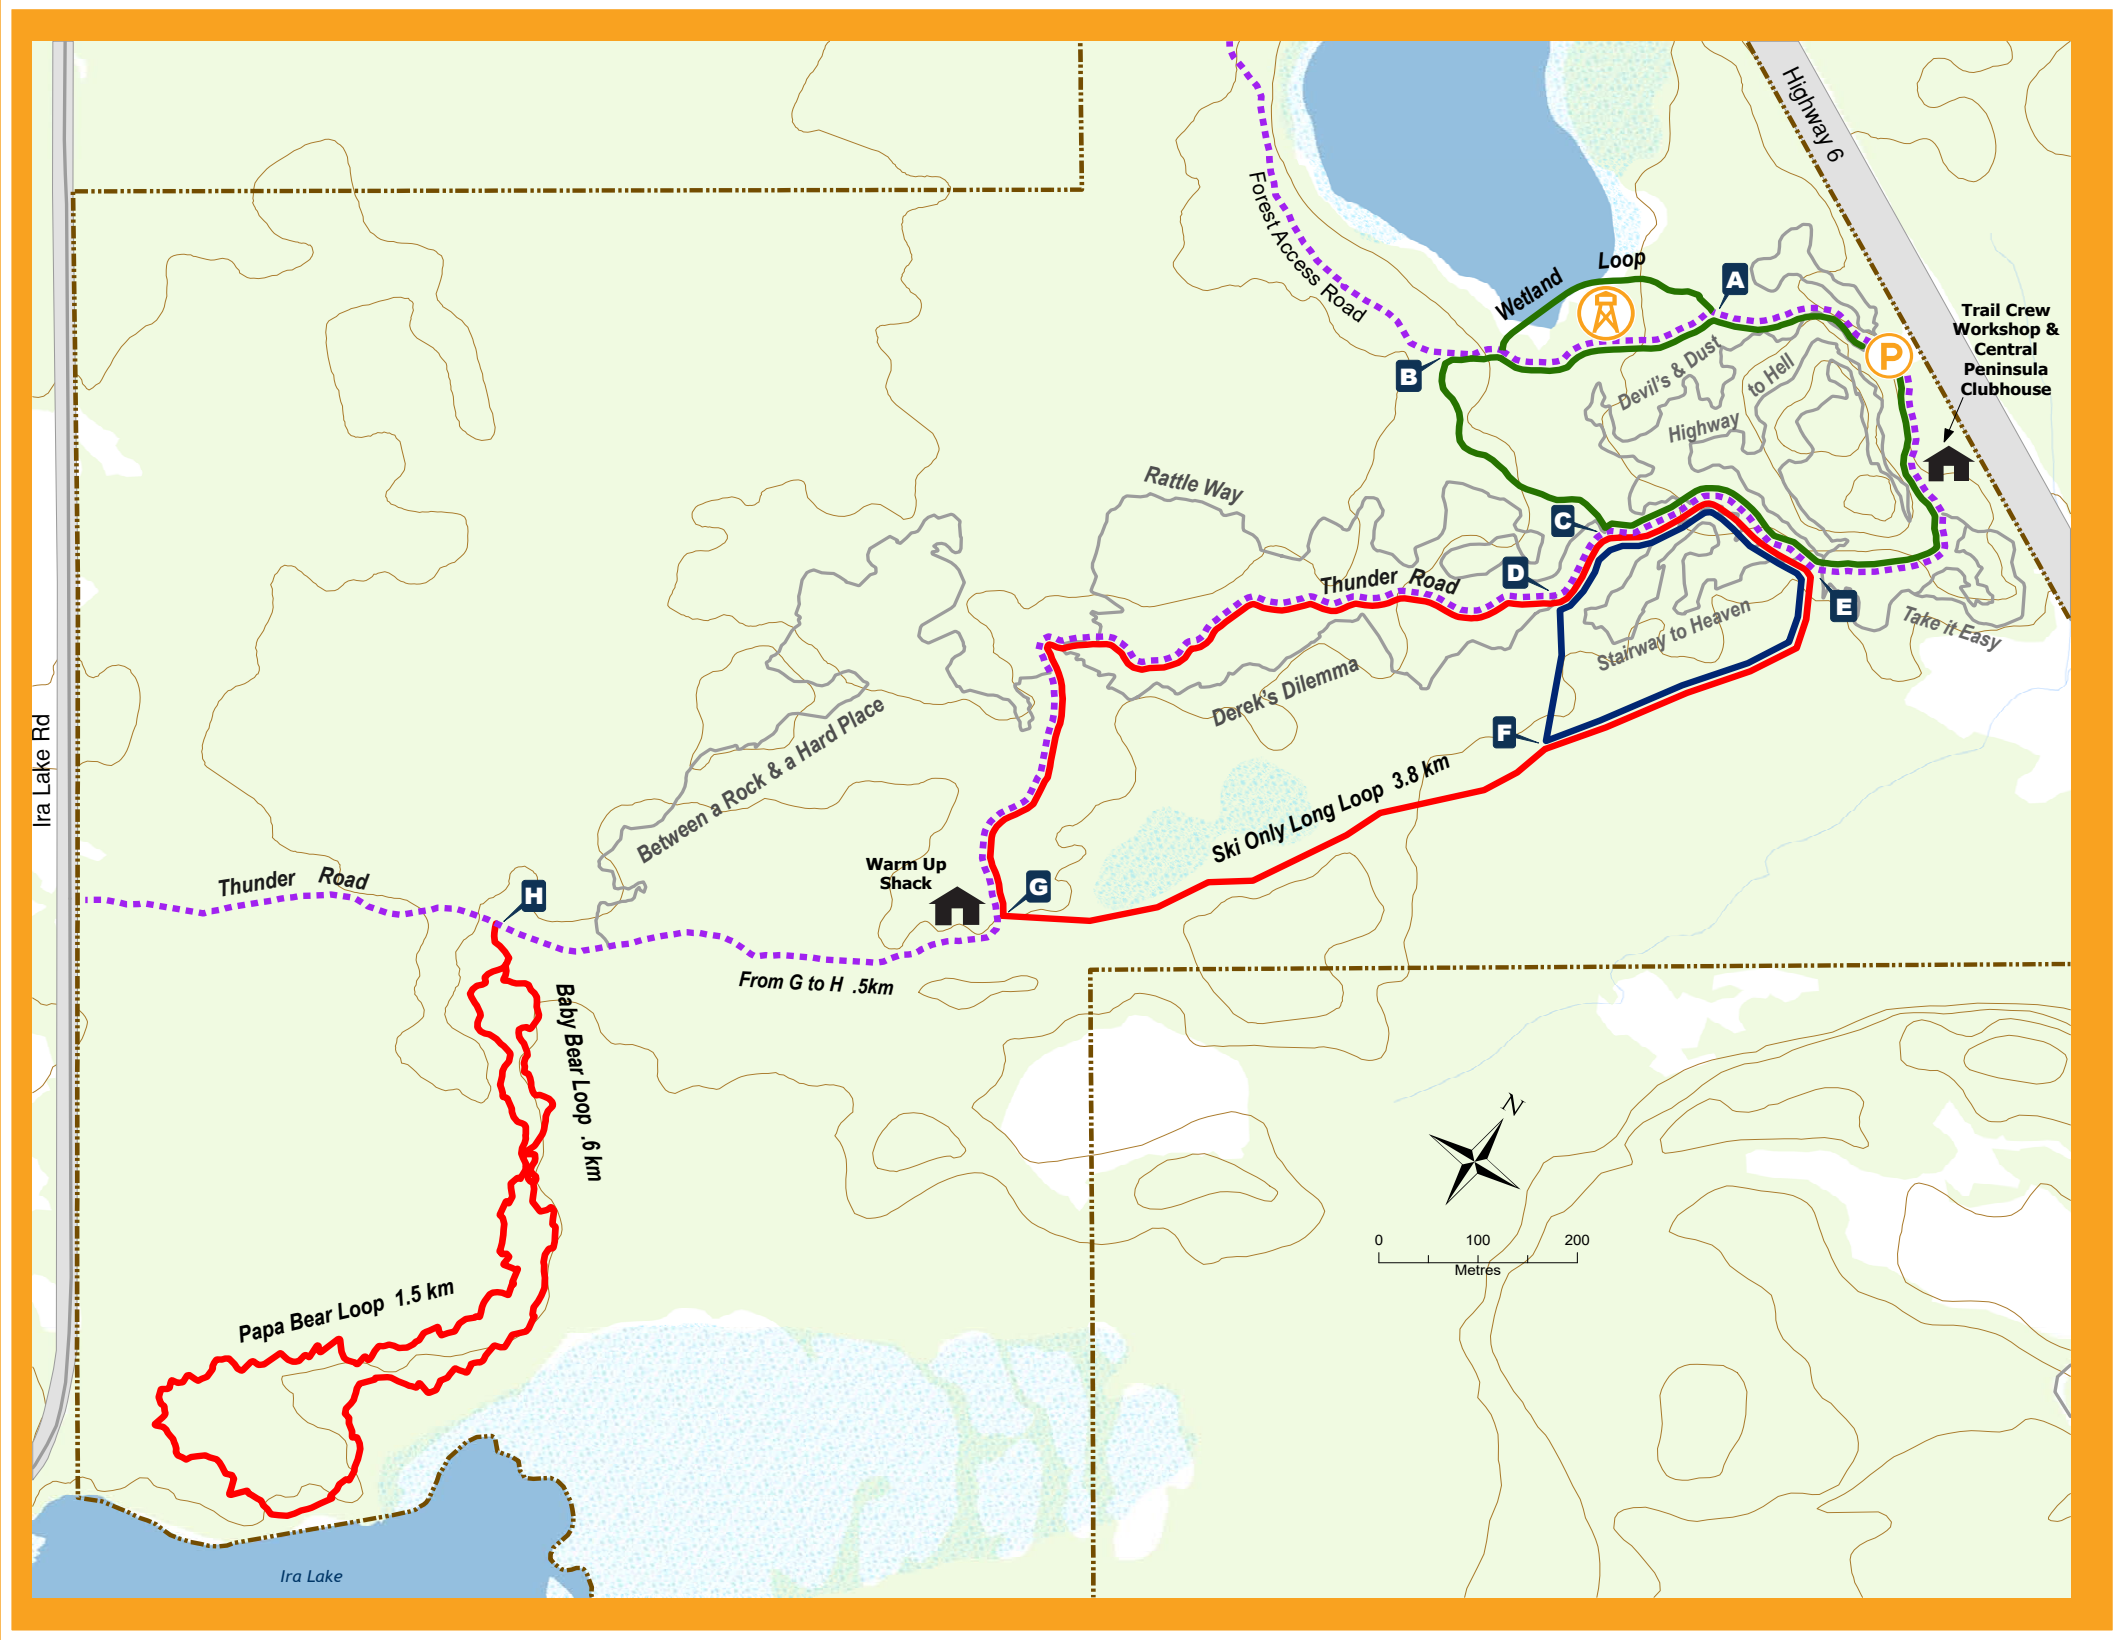 Highway 6
Forest Access Road
Wetland Loop
A
Trail Crew
Workshop &
Central
Peninsula
Clubhouse
P
B
Devil's & Dust
Highway to Hell
Rattle Way
C
D
Thunder Road
E
Take it Easy
Stairway to Heaven
Derek's Dilemma
F
Ira Lake Rd
Between a Rock & a Hard Place
Ski Only Long Loop 3.8 km
Warm Up
Shack
G
Thunder Road
H
From G to H .5km
Baby Bear Loop .6 km
N
0 100 200
Metres
Papa Bear Loop 1.5 km
Ira Lake